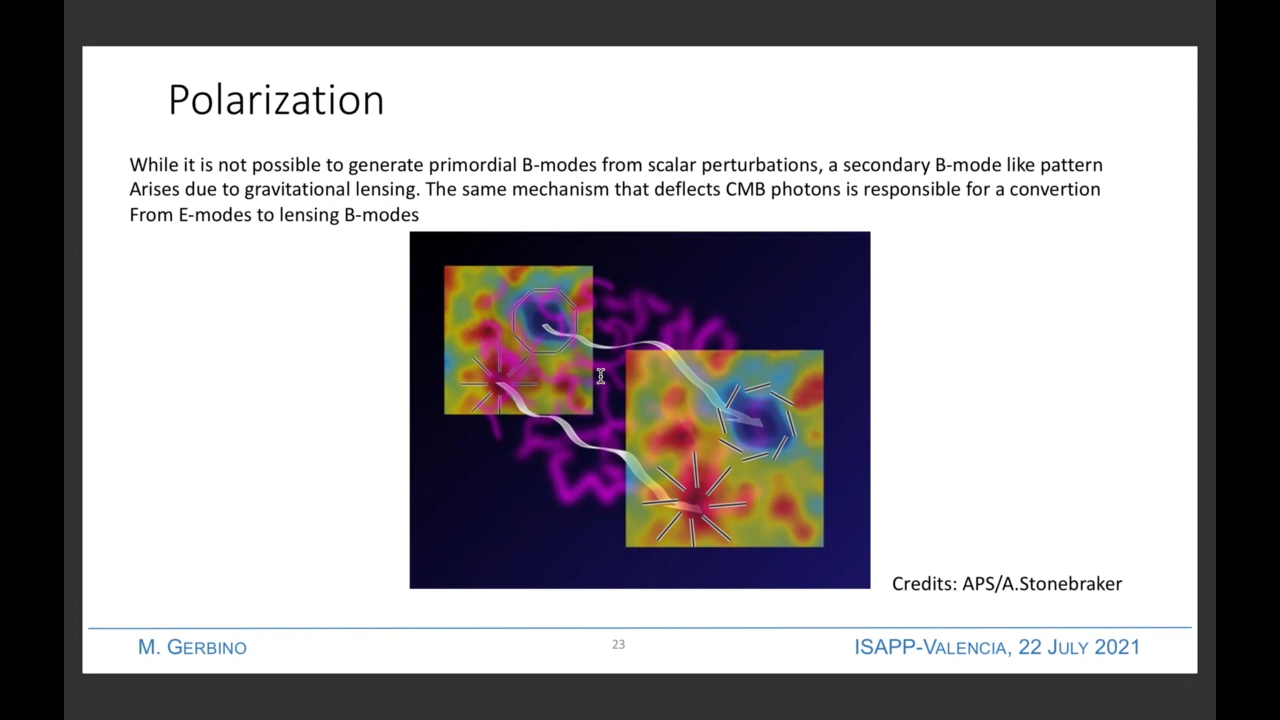 Polarization
While it is not possible to generate primordial B-modes from scalar perturbations, a secondary B-mode like pattern
Arises due to gravitational lensing. The same mechanism that deflects CMB photons is responsible for a convertion
From E-modes to lensing B-modes
Credits: APS/A.Stonebraker
M. GERBINO
23
ISAPP-VALENCIA, 22 JULY 2021